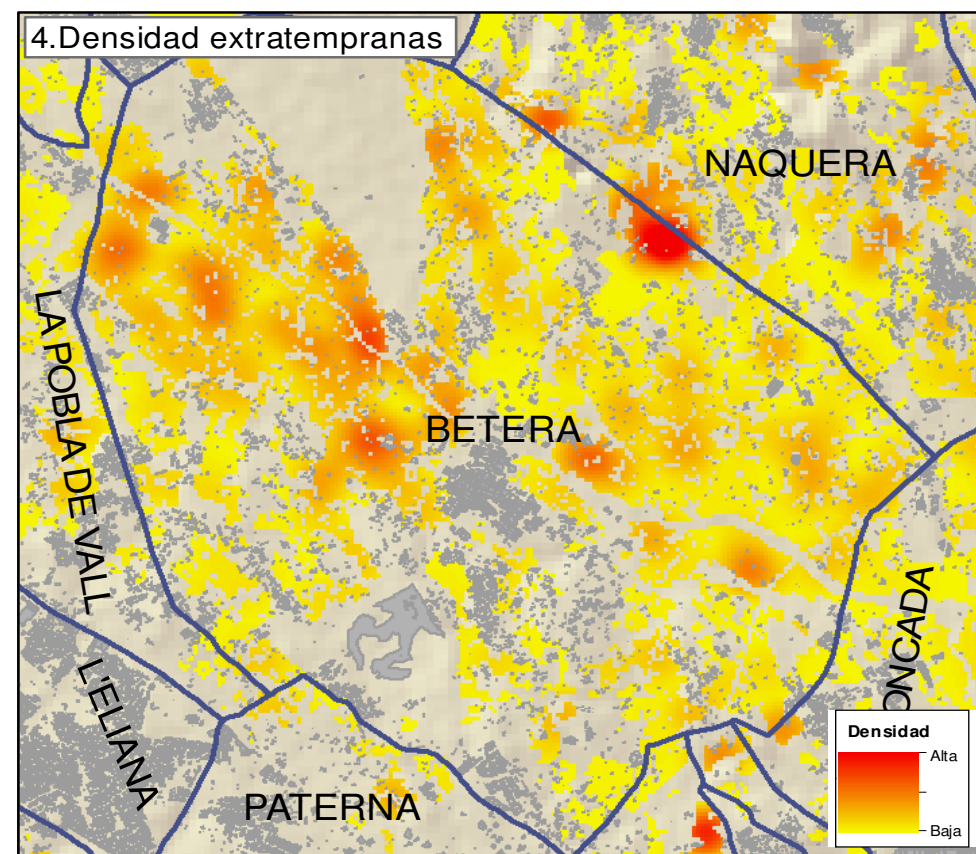 4.Densidad extratempranas
NAQUERA
LA POBLA DE VALL
BETERA
ONCADA
L'ELIANA
PATERNA
Densidad
Alta
Baja